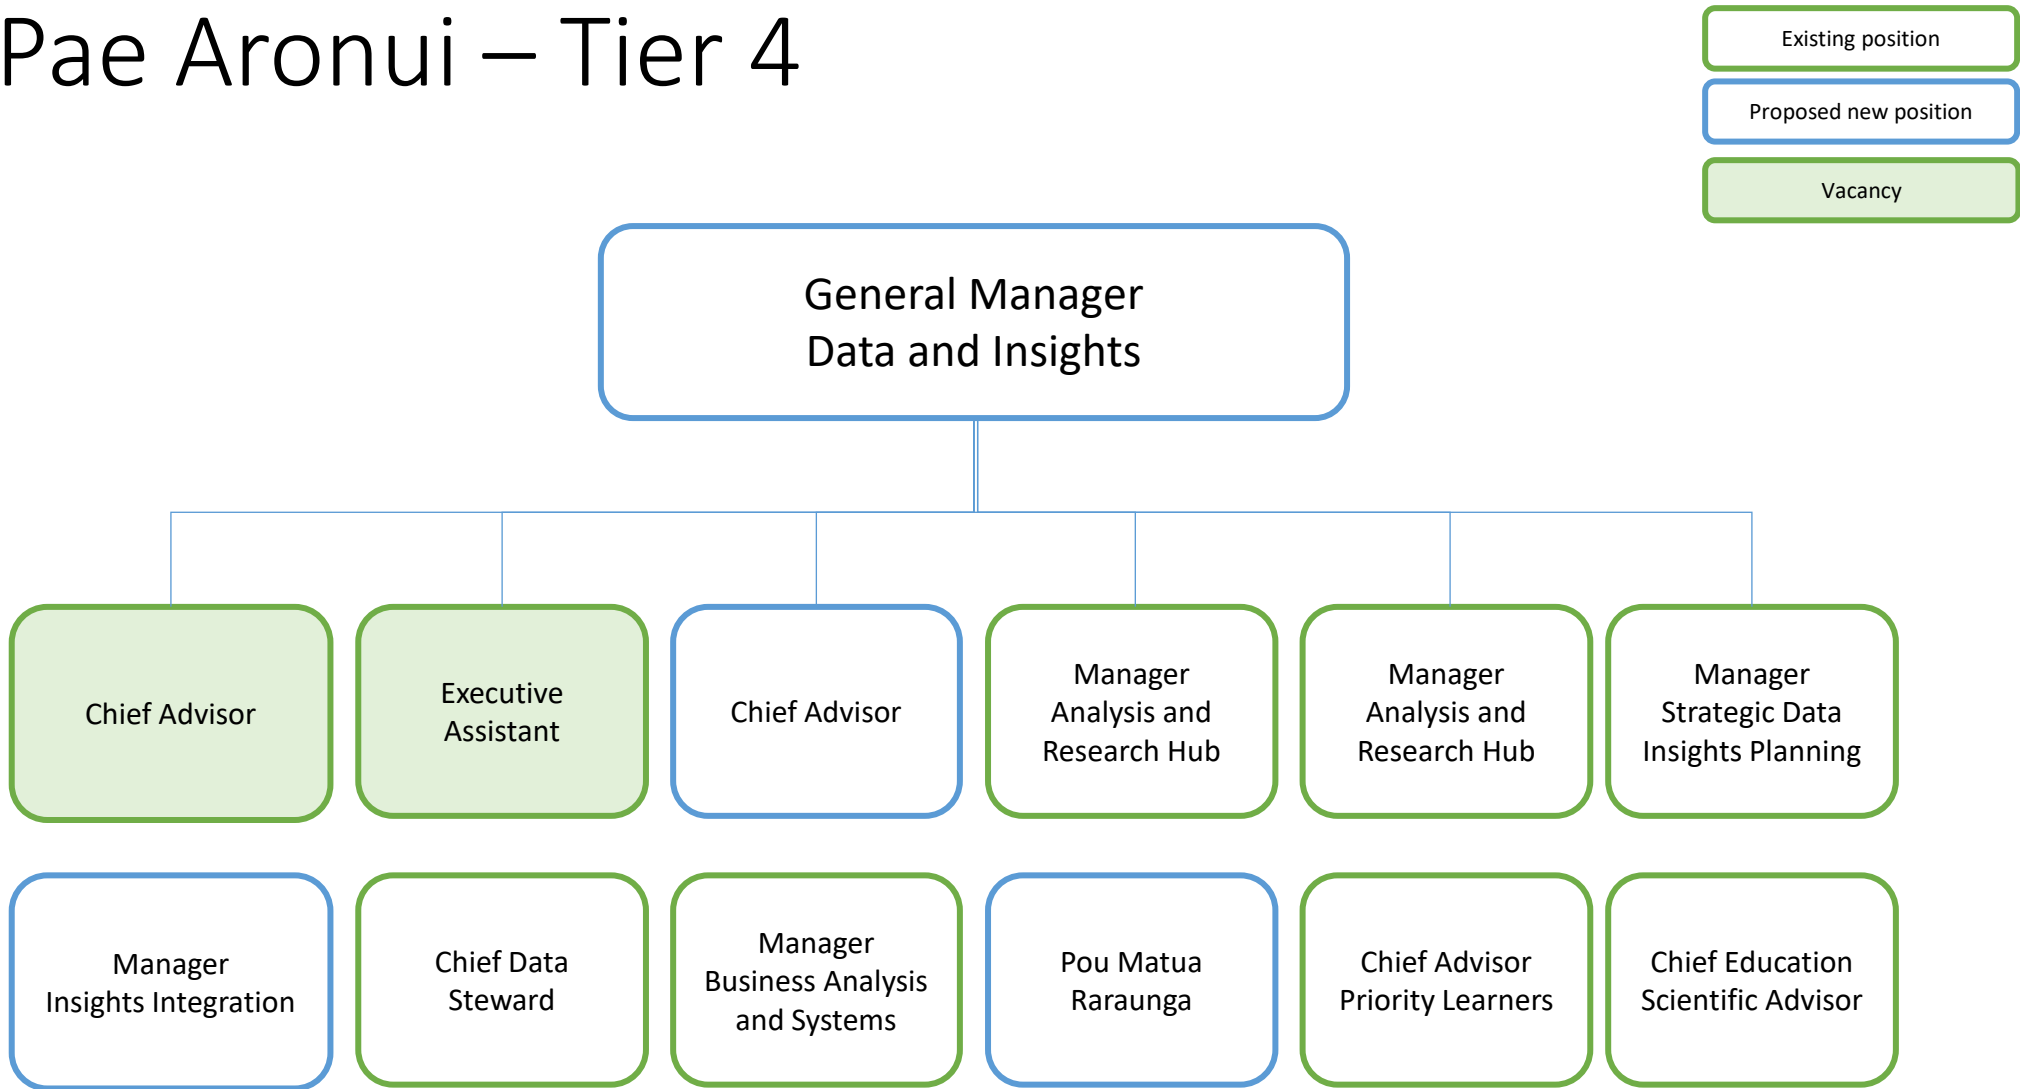 Pae Aronui – Tier 4
Existing position
Proposed new position
Vacancy
General Manager
Data and Insights
Chief Advisor
Executive
Assistant
Chief Advisor
Manager
Analysis and
Research Hub
Manager
Analysis and
Research Hub
Manager
Strategic Data
Insights Planning
Manager
Insights Integration
Chief Data
Steward
Manager
Business Analysis
and Systems
Pou Matua
Raraunga
Chief Advisor
Priority Learners
Chief Education
Scientific Advisor